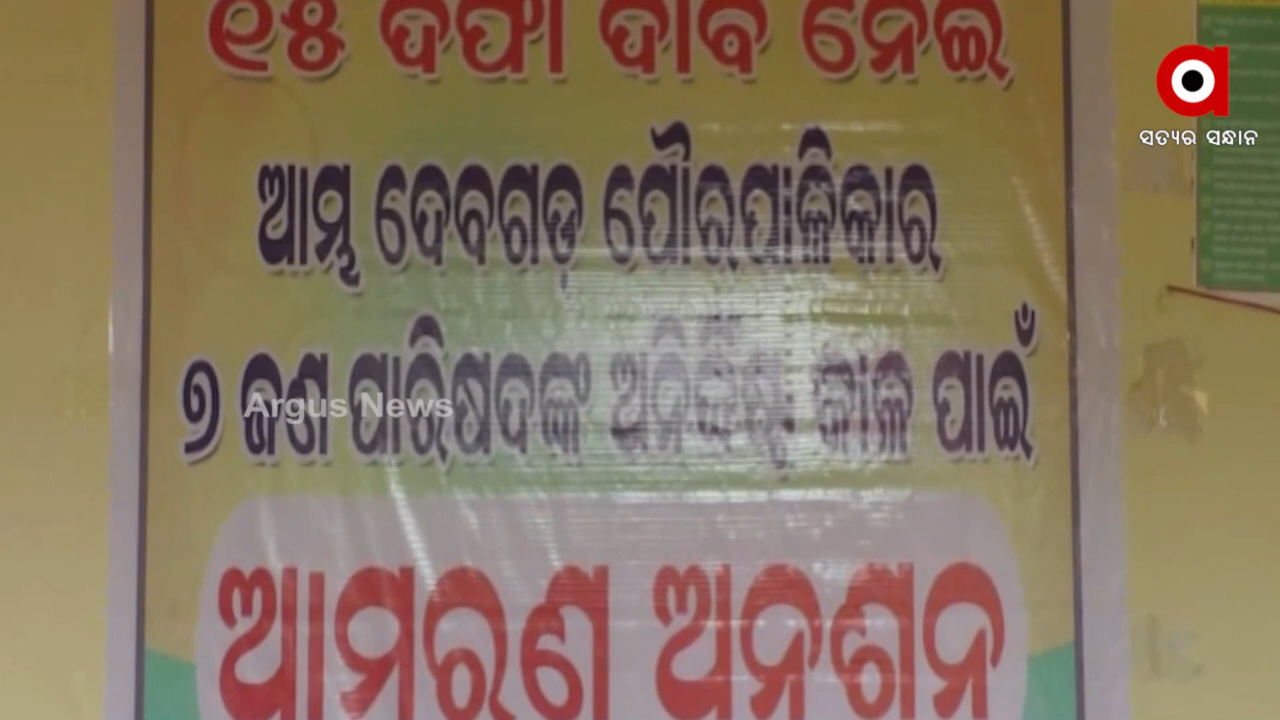 ୧୫ ଦଫା ଦାବି ନେଇ
ସତ୍ୟର ସନ୍ଧାନ
ଆମ୍ଭ ଦେବଗଡ଼ ପୌରପାଳିକାର
୭ ଜଣ ପାରିଷଦଙ୍କ ଅନିର୍ଦ୍ଦିଷ୍ଟ କାଳ ପାଇଁ
Argus News
ଆମରଣ ଅନଶନ